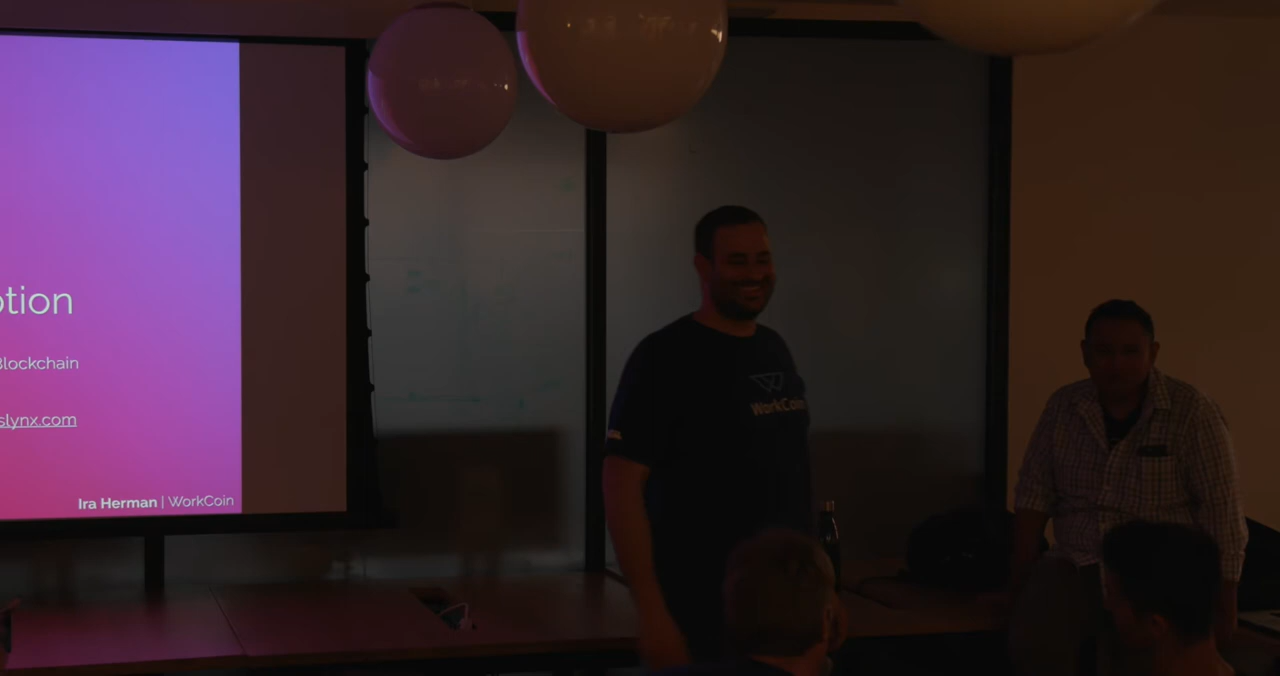 otion
Blockchain
slynx.com
Ira Herman | WorkCoin
WorkCoin